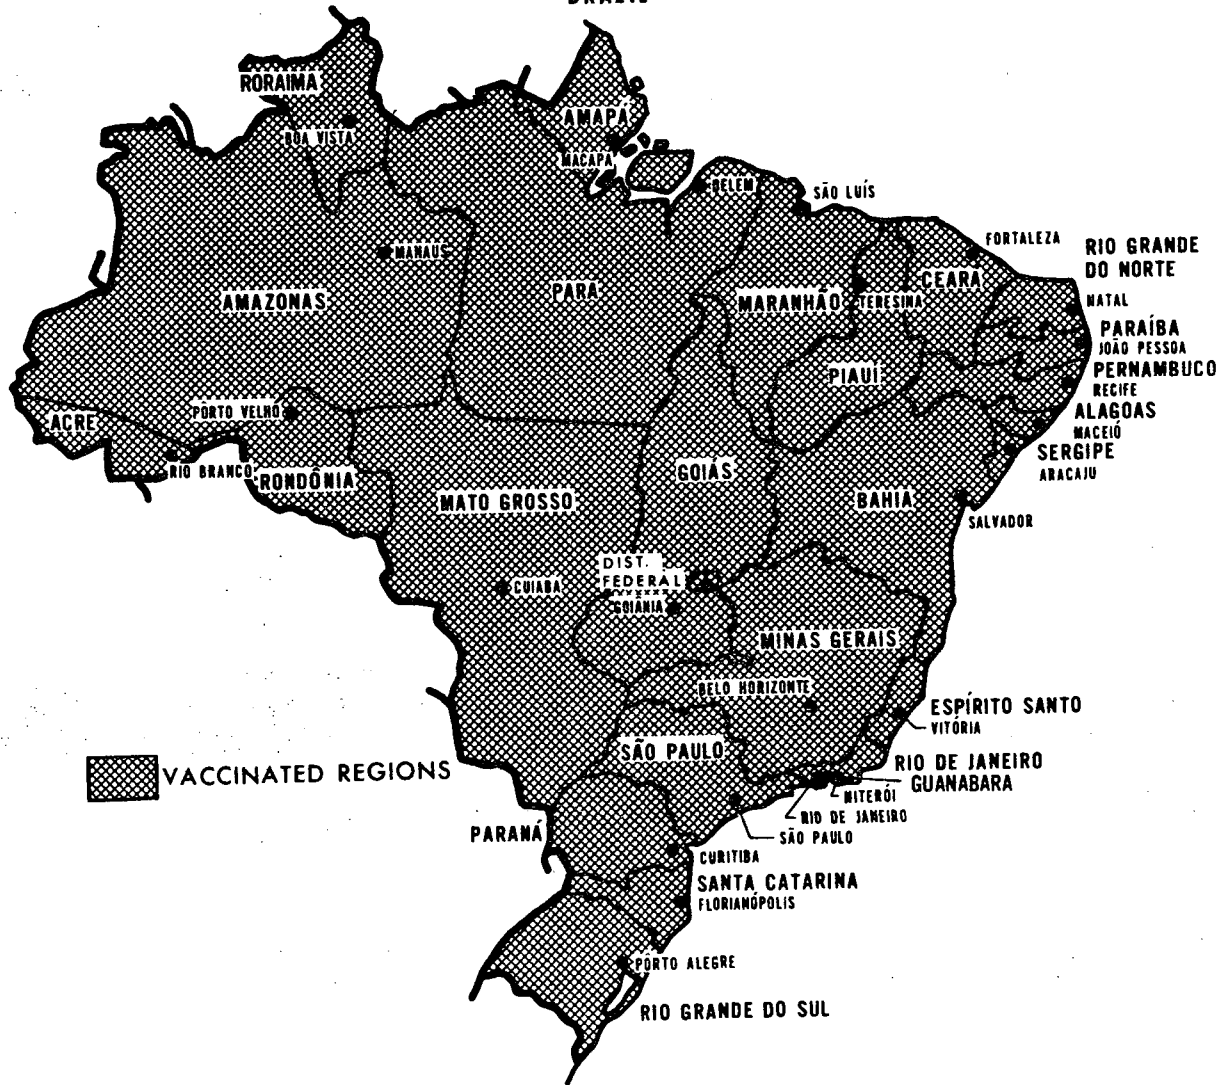 BRAZIL
RORAIMA
BOA VISTA
AMAPÁ
MACAPA
BELÉM
SÃO LUÍS
FORTALEZA
RIO GRANDE
DO NORTE
MANAUS
AMAZONAS
PARÁ
MARANHÃO
TERESINA
CEARÁ
NATAL
PARAÍBA
JOÃO PESSOA
PIAUÍ
PERNAMBUCO
RECIFE
ACRE
PÔRTO VELHO
ALAGOAS
MACEIÓ
SERGIPE
ARACAJU
RIO BRANCO
RONDÔNIA
MATO GROSSO
GOIÁS
BAHIA
SALVADOR
DIST.
FEDERAL
CUIABA
GOIANIA
MINAS GERAIS
BELO HORIZONTE
ESPÍRITO SANTO
VITÓRIA
SÃO PAULO
VACCINATED REGIONS
RIO DE JANEIRO
GUANABARA
NITERÓI
RIO DE JANEIRO
SÃO PAULO
PARANÁ
CURITIBA
SANTA CATARINA
FLORIANÓPOLIS
PÔRTO ALEGRE
RIO GRANDE DO SUL